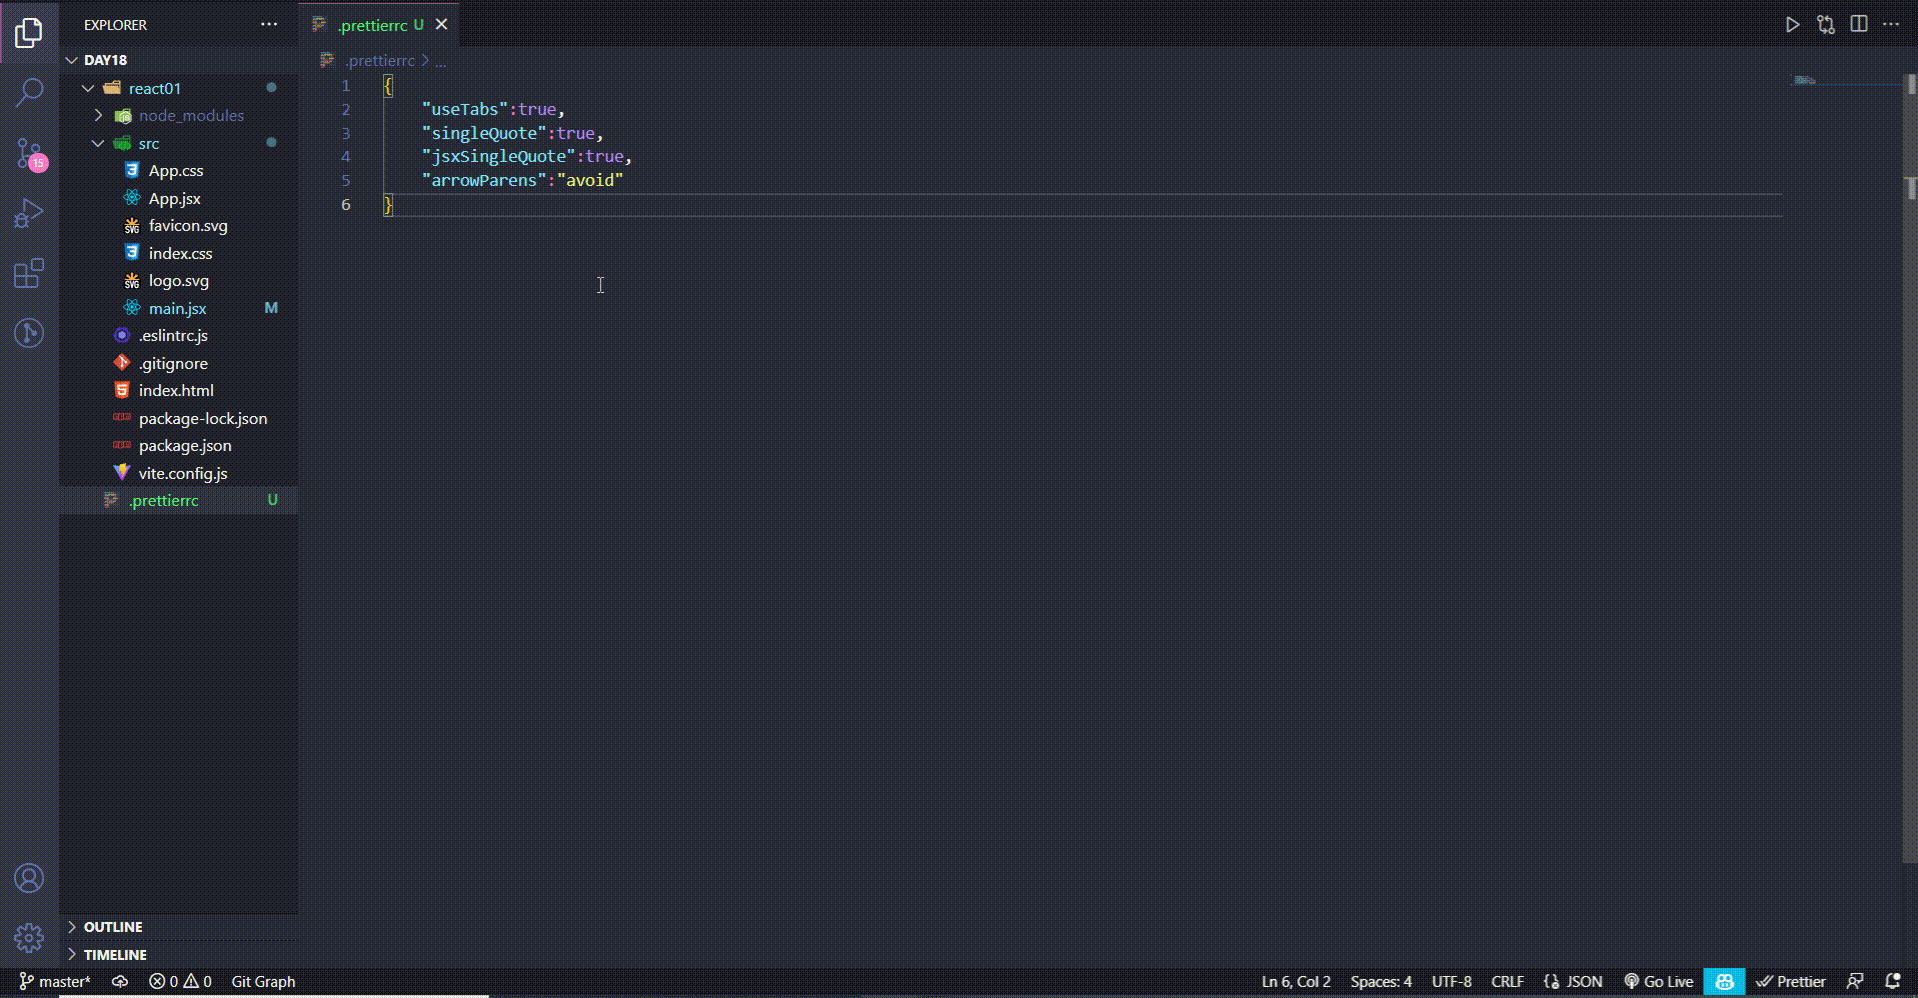 EXPLORER
DAY18
react01
node_modules
src
App.css
App.jsx
favicon.svg
index.css
logo.svg
main.jsx M
.eslintrc.js
.gitignore
index.html
package-lock.json
package.json
vite.config.js
.prettierrc U
OUTLINE
TIMELINE
15
.prettierrc U
.prettierrc > ...
1 {
2 "useTabs":true,
3 "singleQuote":true,
4 "jsxSingleQuote":true,
5 "arrowParens":"avoid"
6 }
master* 0 0 Git Graph Ln 6, Col 2 Spaces: 4 UTF-8 CRLF {} JSON Go Live Prettier